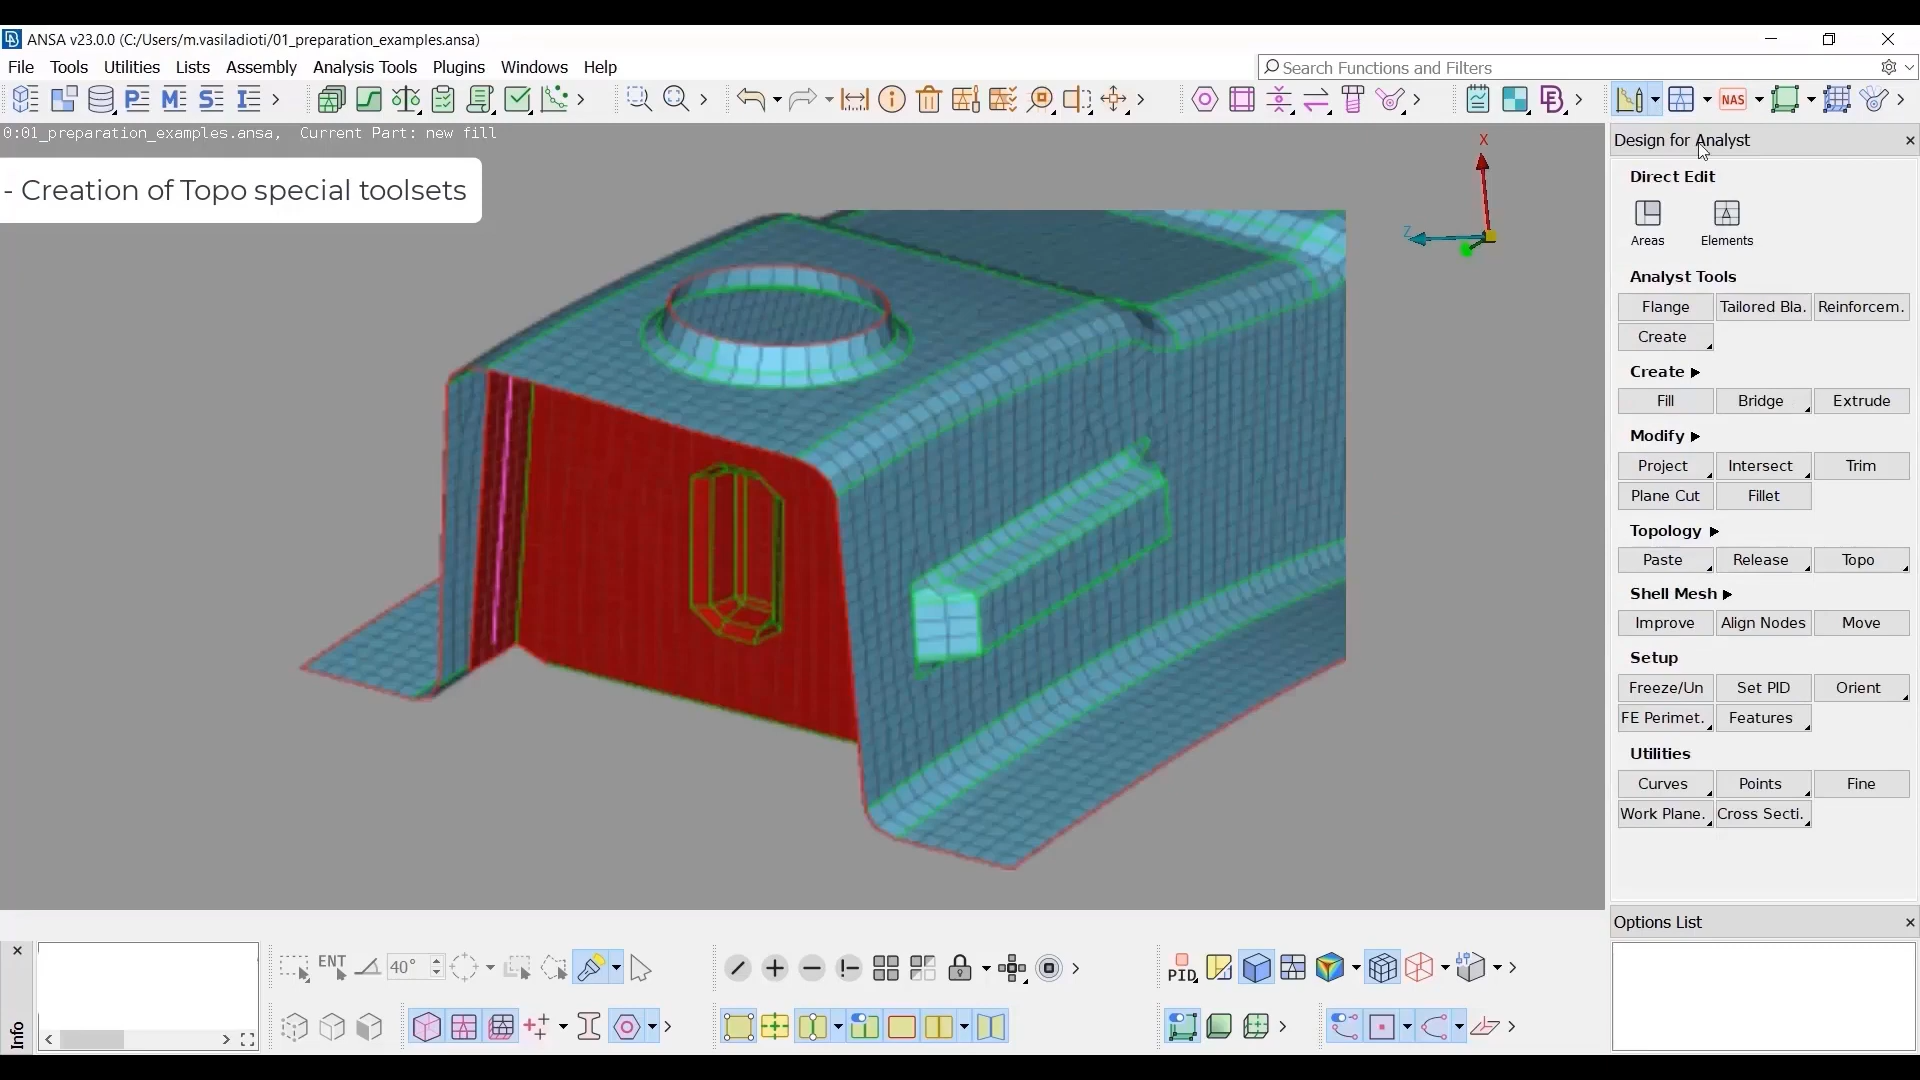 ANSA v23.0.0 (C:/Users/m.vasiladioti/01_preparation_examples.ansa)
File Tools Utilities Lists Assembly Analysis Tools Plugins Windows Help
Search Functions and Filters
P M S I
NAS
0:01_preparation_examples.ansa, Current Part: new fill
- Creation of Topo special toolsets
X
Z
Design for Analyst
Direct Edit
Areas Elements
Analyst Tools
Flange Tailored Bla. Reinforcem.
Create
Create
Fill Bridge Extrude
Modify
Project Intersect Trim
Plane Cut Fillet
Topology
Paste Release Topo
Shell Mesh
Improve Align Nodes Move
Setup
Freeze/Un Set PID Orient
FE Perimet. Features
Utilities
Curves Points Fine
Work Plane. Cross Secti.
Options List
Info
ENT 40°
PID